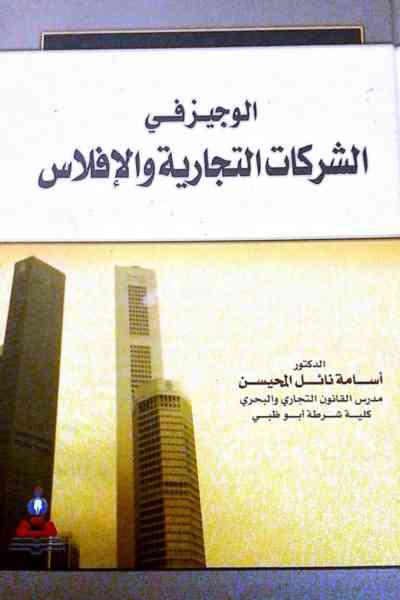 الوجيز في
الشركات التجارية والإفلاس
الدكتور
أسامة نائل المحيسن
مدرس القانون التجاري والبحري
كلية شرطة أبو ظبي